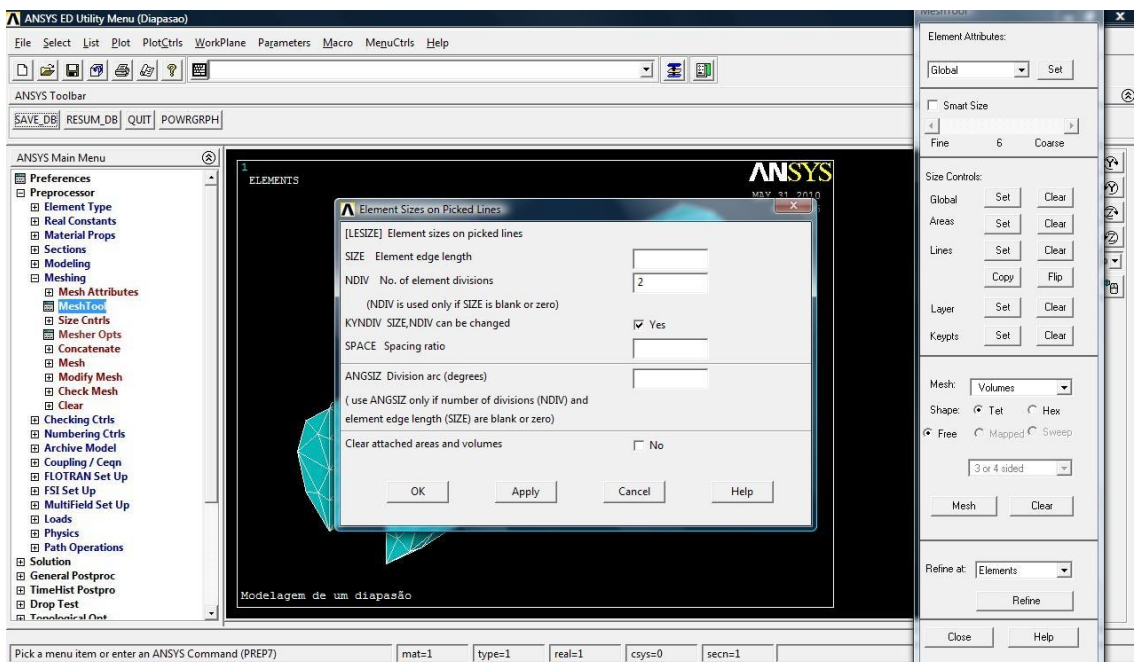 ANSYS ED Utility Menu (Diapasao)
File Select List Plot PlotCtrls WorkPlane Parameters Macro MenuCtrls Help
ANSYS Toolbar
SAVE_DB RESUM_DB QUIT POWRGRPH
ANSYS Main Menu
Preferences
Preprocessor
Element Type
Real Constants
Material Props
Sections
Modeling
Meshing
Mesh Attributes
MeshTool
Size Cntrls
Mesher Opts
Concatenate
Mesh
Modify Mesh
Check Mesh
Clear
Checking Ctrls
Numbering Ctrls
Archive Model
Coupling / Ceqn
FLOTRAN Set Up
FSI Set Up
MultiField Set Up
Loads
Physics
Path Operations
Solution
General Postproc
TimeHist Postpro
Drop Test
Topological Opt
1
ELEMENTS
ANSYS
MAY 31 2010
Element Sizes on Picked Lines
[LESIZE] Element sizes on picked lines
SIZE Element edge length
NDIV No. of element divisions 2
(NDIV is used only if SIZE is blank or zero)
KYNDIV SIZE,NDIV can be changed Yes
SPACE Spacing ratio
ANGSIZ Division arc (degrees)
( use ANGSIZ only if number of divisions (NDIV) and
element edge length (SIZE) are blank or zero)
Clear attached areas and volumes No
OK Apply Cancel Help
Modelagem de um diapasão
MeshTool
Element Attributes:
Global Set
Smart Size
Fine 6 Coarse
Size Controls:
Global Set Clear
Areas Set Clear
Lines Set Clear
Copy Flip
Layer Set Clear
Keypts Set Clear
Mesh: Volumes
Shape: Tet Hex
Free Mapped Sweep
3 or 4 sided
Mesh Clear
Refine at: Elements
Refine
Close Help
Pick a menu item or enter an ANSYS Command (PREP7) mat=1 type=1 real=1 csys=0 secn=1